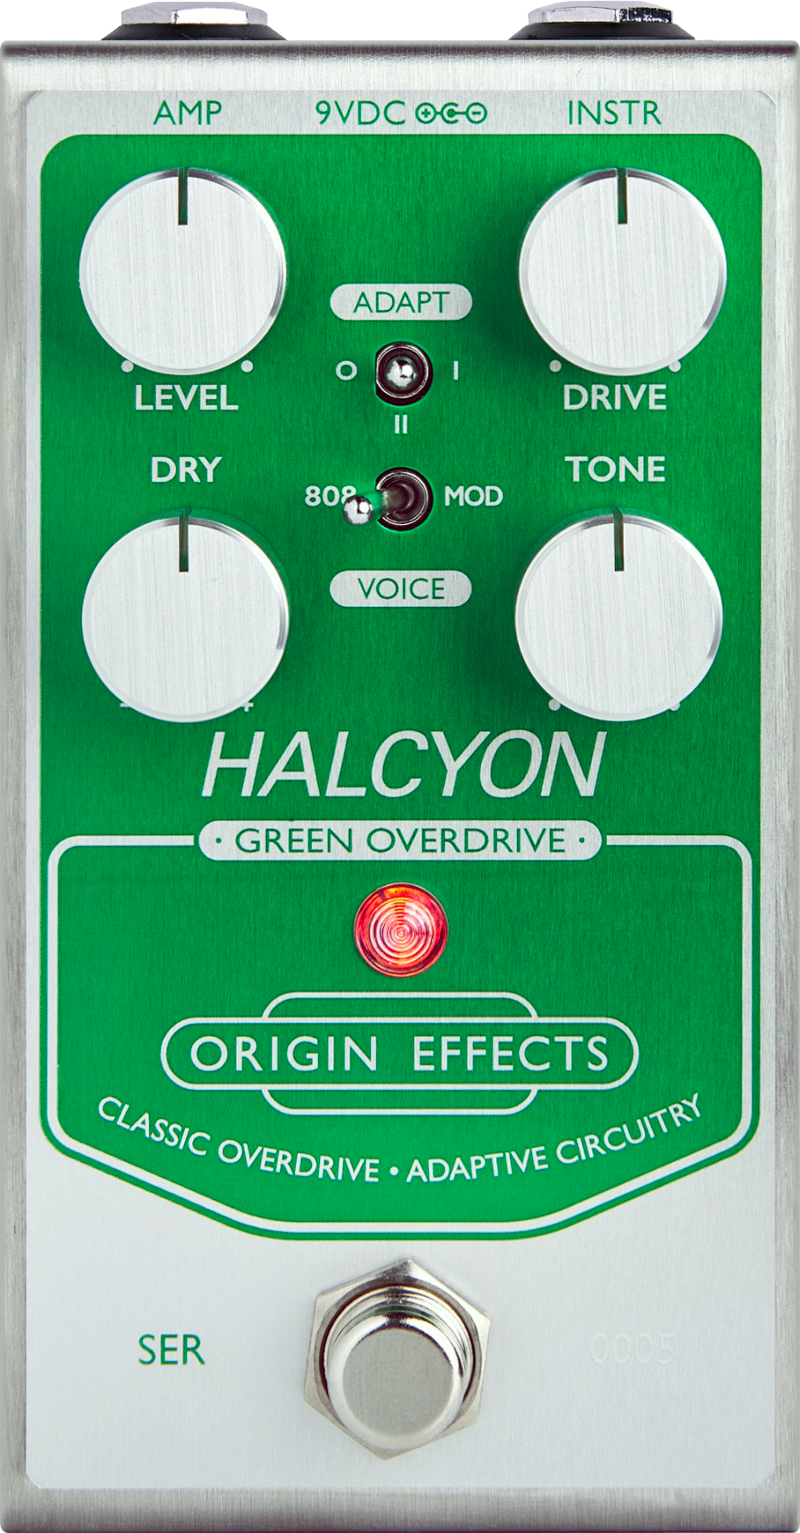 AMP 9VDC INSTR
ADAPT
O I
LEVEL DRIVE
II
DRY TONE
808 MOD
VOICE
- +
HALCYON
· GREEN OVERDRIVE ·
ORIGIN EFFECTS
CLASSIC OVERDRIVE • ADAPTIVE CIRCUITRY
SER 0005